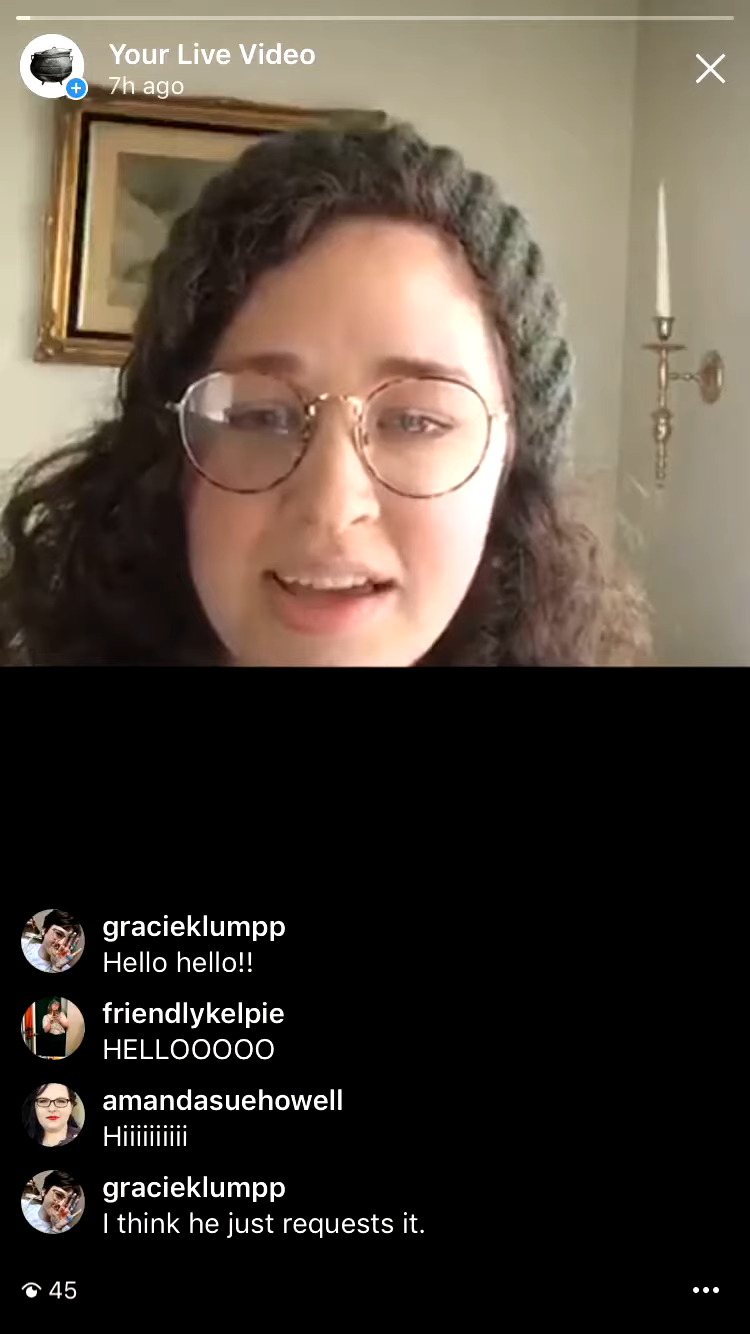 Your Live Video
7h ago
gracieklumpp
Hello hello!!
friendlykelpie
HELLOOOOO
amandasuehowell
Hiiiiiiiiii
gracieklumpp
I think he just requests it.
45